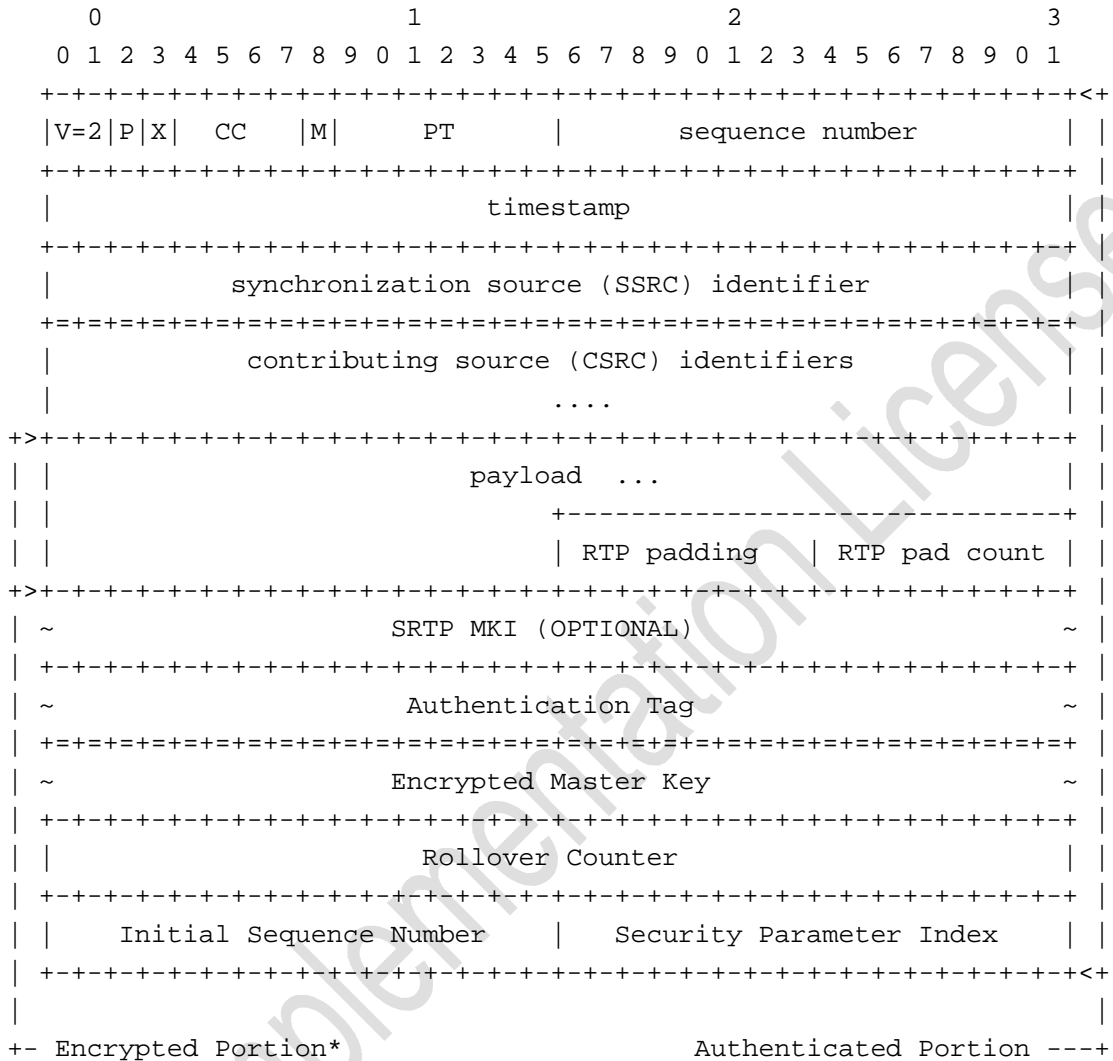 0                   1                   2                   3
  0 1 2 3 4 5 6 7 8 9 0 1 2 3 4 5 6 7 8 9 0 1 2 3 4 5 6 7 8 9 0 1
  +-+-+-+-+-+-+-+-+-+-+-+-+-+-+-+-+-+-+-+-+-+-+-+-+-+-+-+-+-+-+-+-+<+
  |V=2|P|X|  CC   |M|     PT      |       sequence number         | |
  +-+-+-+-+-+-+-+-+-+-+-+-+-+-+-+-+-+-+-+-+-+-+-+-+-+-+-+-+-+-+-+-+ |
  |                           timestamp                           | |
  +-+-+-+-+-+-+-+-+-+-+-+-+-+-+-+-+-+-+-+-+-+-+-+-+-+-+-+-+-+-+-+-+ |
  |           synchronization source (SSRC) identifier            | |
  +=+=+=+=+=+=+=+=+=+=+=+=+=+=+=+=+=+=+=+=+=+=+=+=+=+=+=+=+=+=+=+=+ |
  |            contributing source (CSRC) identifiers             | |
  |                               ....                            | |
+>+-+-+-+-+-+-+-+-+-+-+-+-+-+-+-+-+-+-+-+-+-+-+-+-+-+-+-+-+-+-+-+-+ |
| |                          payload  ...                         | |
| |                               +-------------------------------+ |
| |                               | RTP padding   | RTP pad count | |
+>+-+-+-+-+-+-+-+-+-+-+-+-+-+-+-+-+-+-+-+-+-+-+-+-+-+-+-+-+-+-+-+-+ |
| ~                     SRTP MKI (OPTIONAL)                       ~ |
| +-+-+-+-+-+-+-+-+-+-+-+-+-+-+-+-+-+-+-+-+-+-+-+-+-+-+-+-+-+-+-+-+ |
| ~                      Authentication Tag                       ~ |
| +=+=+=+=+=+=+=+=+=+=+=+=+=+=+=+=+=+=+=+=+=+=+=+=+=+=+=+=+=+=+=+=+ |
| ~                     Encrypted Master Key                      ~ |
| +-+-+-+-+-+-+-+-+-+-+-+-+-+-+-+-+-+-+-+-+-+-+-+-+-+-+-+-+-+-+-+-+ |
| |                       Rollover Counter                        | |
| +-+-+-+-+-+-+-+-+-+-+-+-+-+-+-+-+-+-+-+-+-+-+-+-+-+-+-+-+-+-+-+-+ |
| |    Initial Sequence Number    |   Security Parameter Index    | |
| +-+-+-+-+-+-+-+-+-+-+-+-+-+-+-+-+-+-+-+-+-+-+-+-+-+-+-+-+-+-+-+-+<+
|                                                                   |
+- Encrypted Portion*                      Authenticated Portion ---+
plementation License